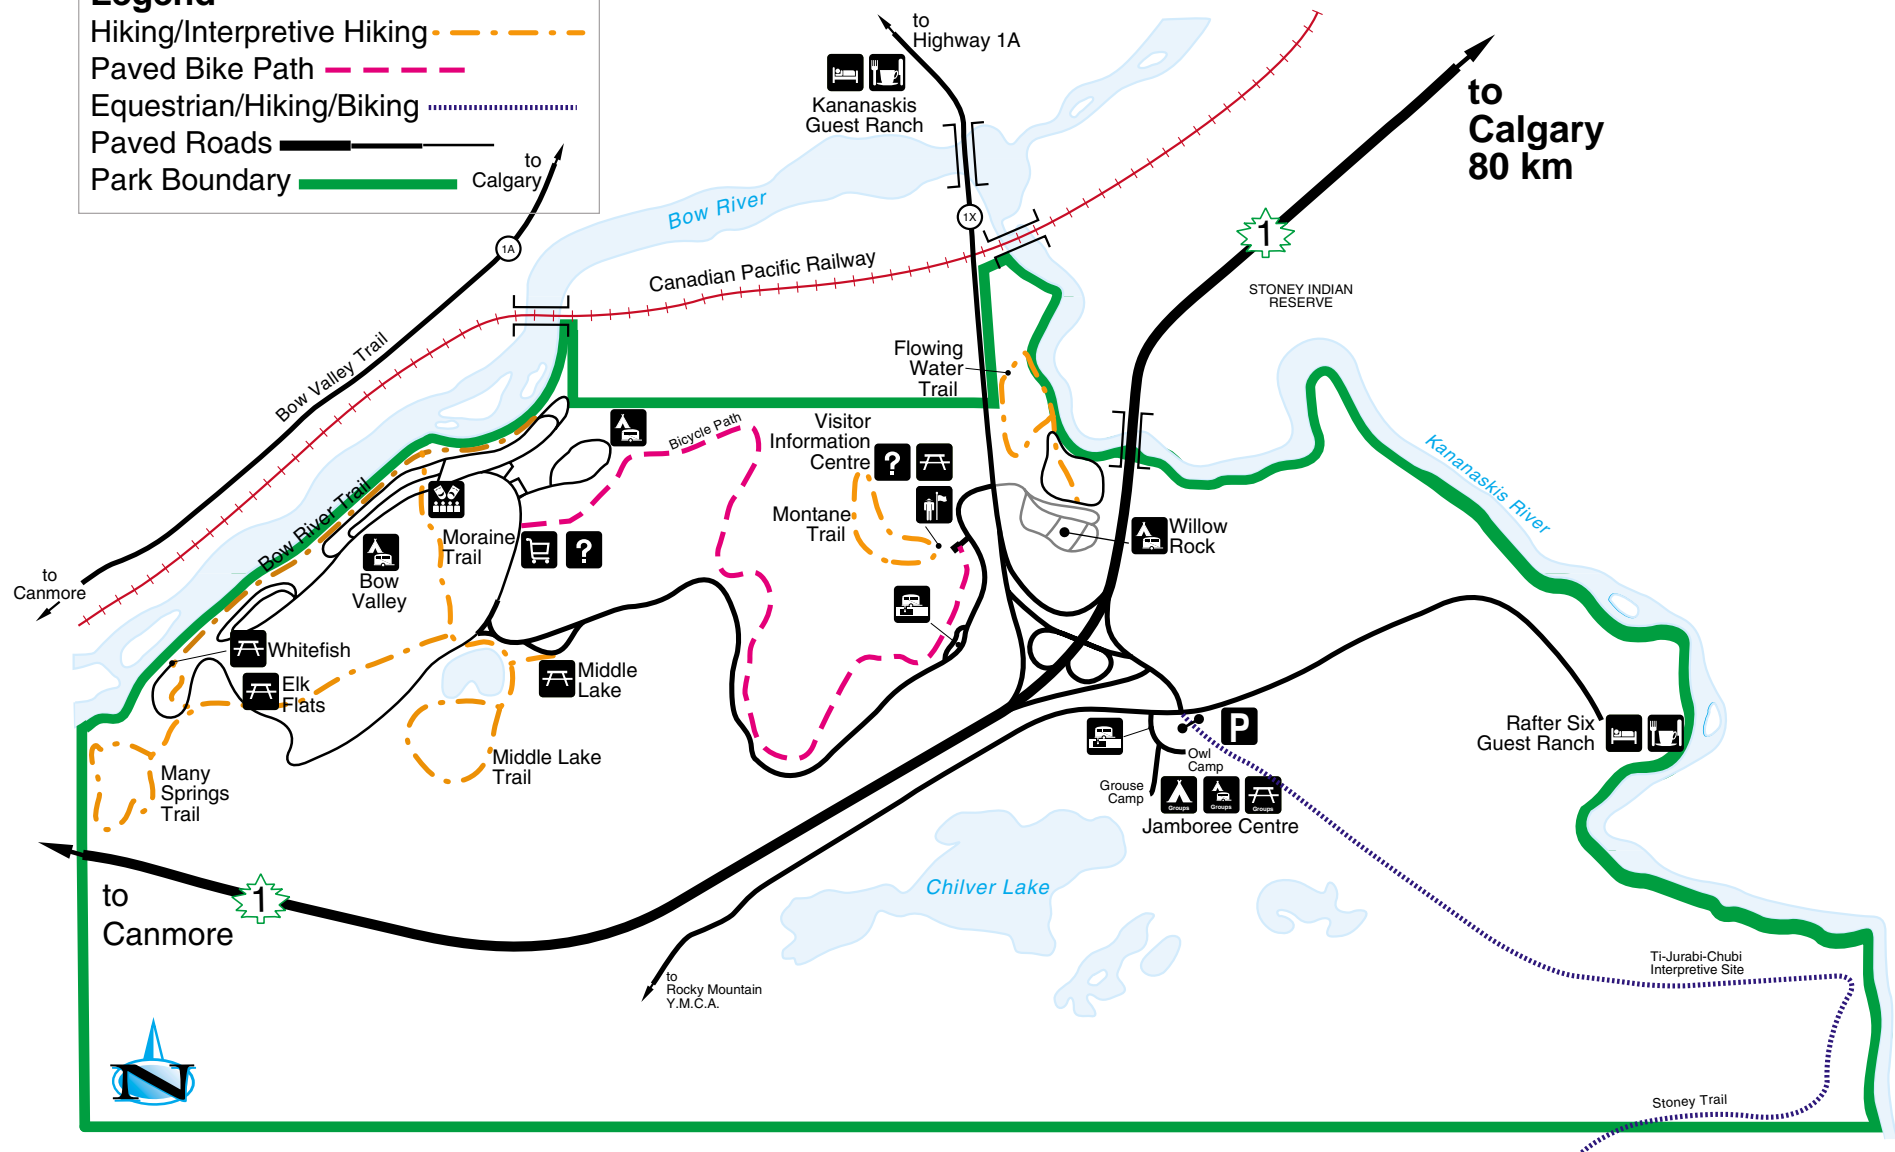 Legend
Hiking/Interpretive Hiking
Paved Bike Path
Equestrian/Hiking/Biking
Paved Roads
Park Boundary
to
Calgary
1A
Bow Valley Trail
to
Canmore
Bow River
Canadian Pacific Railway
to
Highway 1A
Kananaskis
Guest Ranch
1X
to
Calgary
80 km
1
STONEY INDIAN
RESERVE
Flowing
Water
Trail
Visitor
Information
Centre
?
Bicycle Path
Montane
Trail
Willow
Rock
Kananaskis River
Bow River Trail
Moraine
Trail
?
Bow
Valley
Whitefish
Elk
Flats
Middle
Lake
Middle Lake
Trail
Many
Springs
Trail
Rafter Six
Guest Ranch
P
Owl
Camp
Grouse
Camp
Groups
Groups
Groups
Jamboree Centre
Chilver Lake
1
to
Canmore
to
Rocky Mountain
Y.M.C.A.
Ti-Jurabi-Chubi
Interpretive Site
Stoney Trail
N